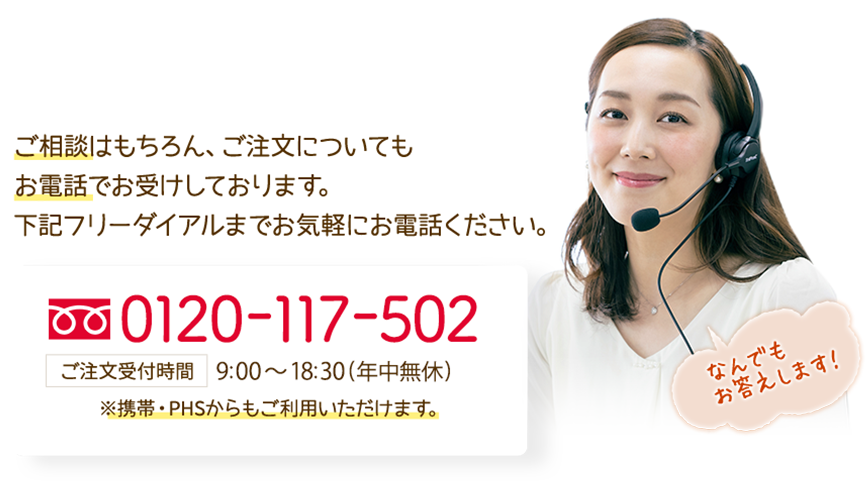 ご相談はもちろん、ご注文についても
お電話でお受けしております。
下記フリーダイアルまでお気軽にお電話ください。
0120-117-502
ご注文受付時間 9:00～18:30（年中無休）
※携帯・PHSからもご利用いただけます。
なんでも
お答えします！